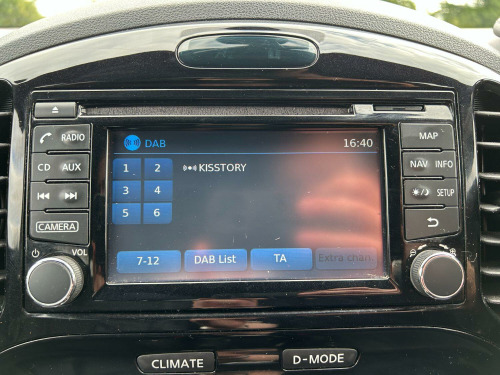 DAB 16:40
RADIO
MAP
CD AUX
1 2
((•)) KISSTORY
NAV INFO
3 4
SETUP
5 6
CAMERA
VOL
7-12
DAB List
TA
Extra chan.
CLIMATE
D-MODE